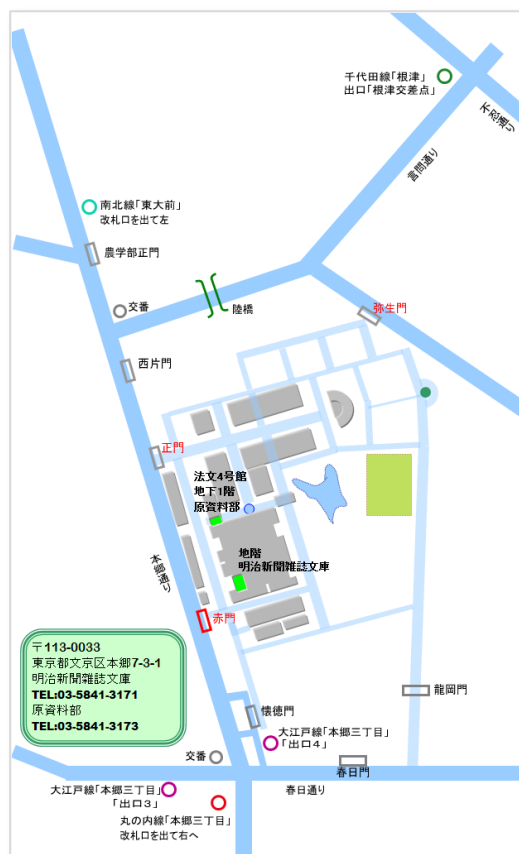 千代田線「根津」
出口「根津交差点」
不忍通り
言問通り
南北線「東大前」
改札口を出て左
農学部正門
交番
陸橋
弥生門
西片門
正門
法文4号館
地下1階
原資料部
地階
明治新聞雑誌文庫
本郷通り
赤門
〒113-0033
東京都文京区本郷7-3-1
明治新聞雑誌文庫
TEL:03-5841-3171
原資料部
TEL:03-5841-3173
龍岡門
懐徳門
大江戸線「本郷三丁目」
「出口４」
交番
春日門
大江戸線「本郷三丁目」
「出口３」
春日通り
丸の内線「本郷三丁目」
改札口を出て右へ